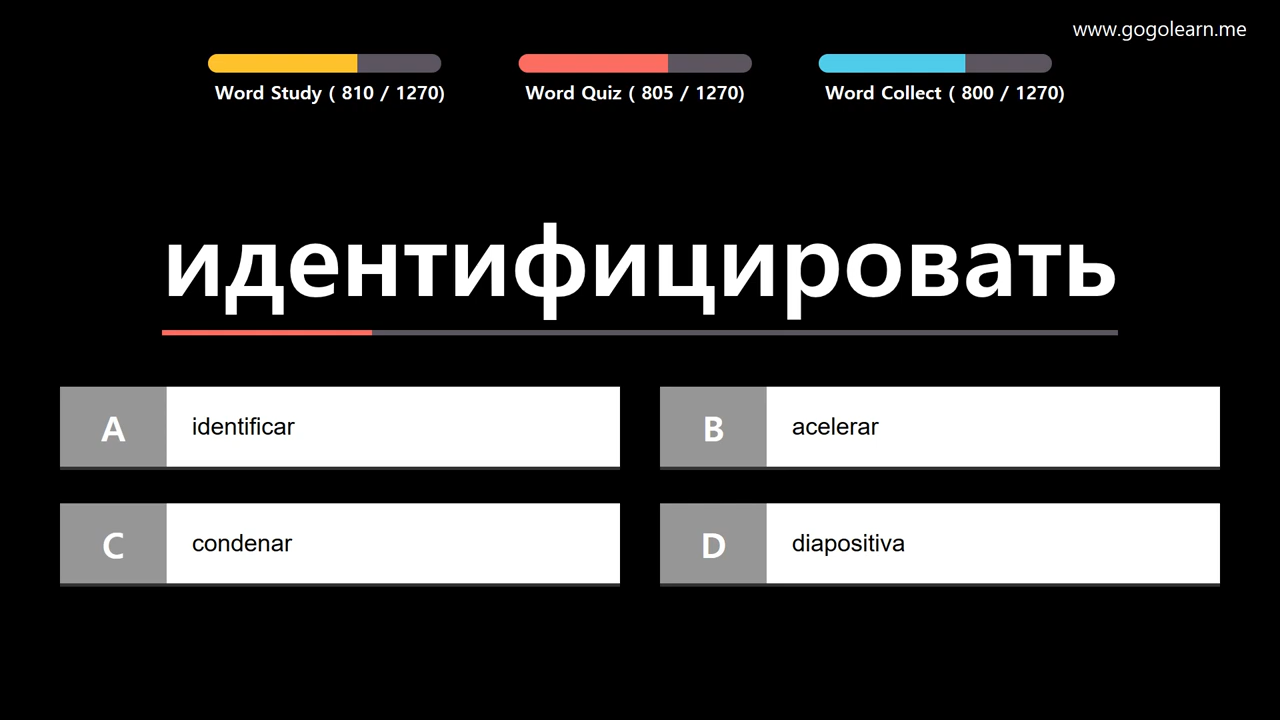 www.gogolearn.me
Word Study ( 810 / 1270)
Word Quiz ( 805 / 1270)
Word Collect ( 800 / 1270)
идентифицировать
A identificar
B acelerar
C condenar
D diapositiva